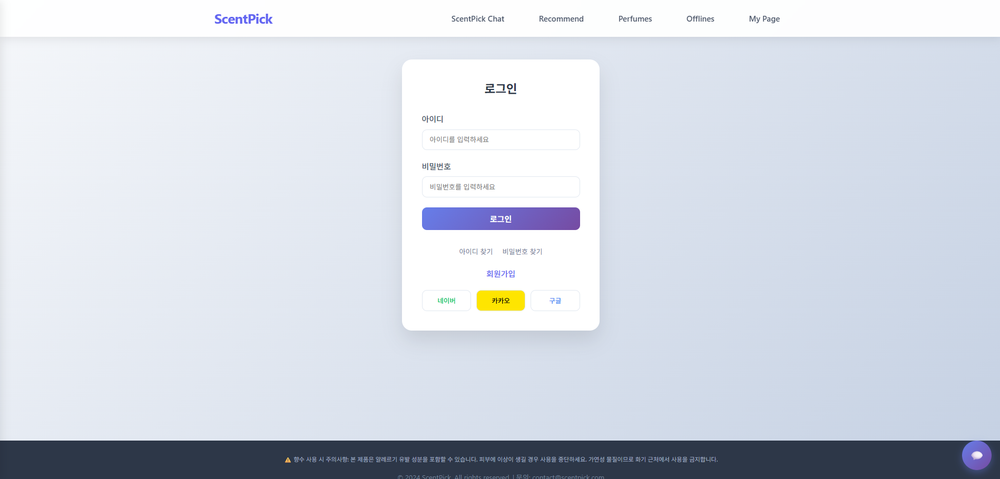 ScentPick
ScentPick Chat Recommend Perfumes Offlines My Page
로그인
아이디
아이디를 입력하세요
비밀번호
비밀번호를 입력하세요
로그인
아이디 찾기 비밀번호 찾기
회원가입
네이버 카카오 구글
향수 사용 시 주의사항: 본 제품은 알레르기 유발 성분을 포함할 수 있습니다. 피부에 이상이 생길 경우 사용을 중단하세요. 가연성 물질이므로 화기 근처에서 사용을 금지합니다.
© 2024 ScentPick. All rights reserved. | 문의: contact@scentpick.com